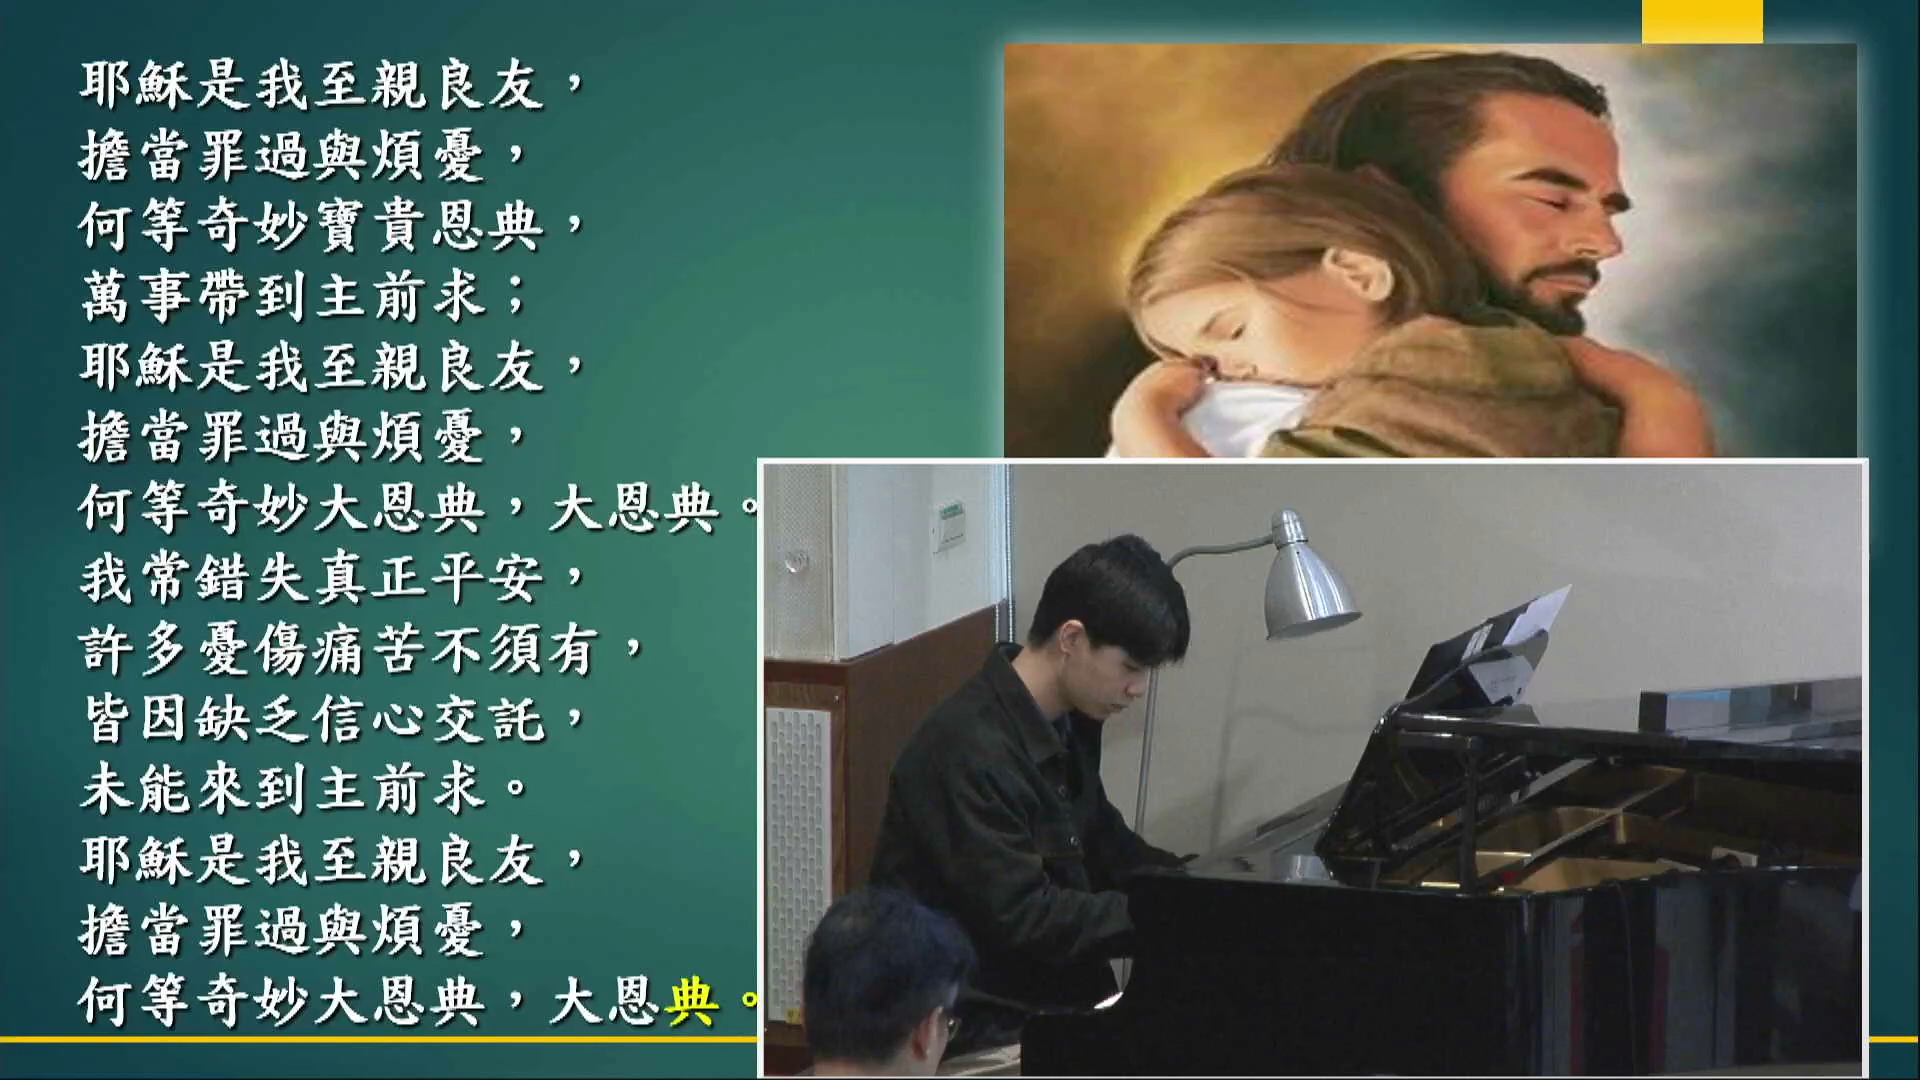 耶穌是我至親良友，
擔當罪過與煩憂，
何等奇妙寶貴恩典，
萬事帶到主前求；
耶穌是我至親良友，
擔當罪過與煩憂，
何等奇妙大恩典，大恩典。
我常錯失真正平安，
許多憂傷痛苦不須有，
皆因缺乏信心交託，
未能來到主前求。
耶穌是我至親良友，
擔當罪過與煩憂，
何等奇妙大恩典，大恩典。